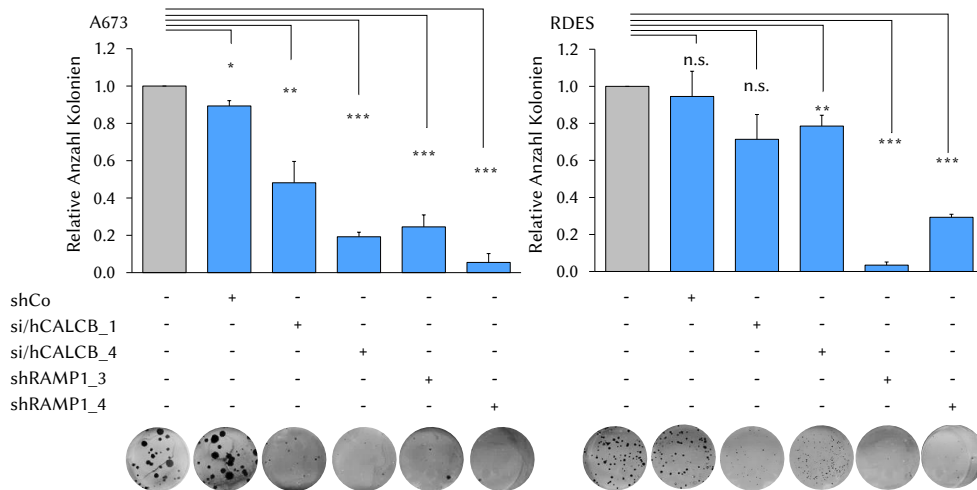 A673
Relative Anzahl Kolonien
1.2
1.0
0.8
0.6
0.4
0.2
0.0
*
**
***
***
***
RDES
Relative Anzahl Kolonien
1.2
1.0
0.8
0.6
0.4
0.2
0.0
n.s.
n.s.
**
***
***
shCo - + - - - - - + - - - -
si/hCALCB_1 - - + - - - - - + - - -
si/hCALCB_4 - - - + - - - - - + - -
shRAMP1_3 - - - - + - - - - - + -
shRAMP1_4 - - - - - + - - - - - +